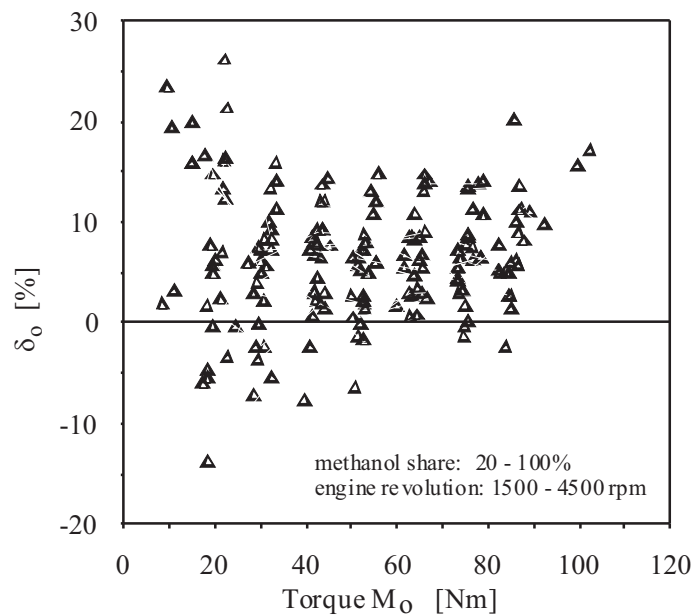 30
20
10
0
-10
-20
δo [%]
methanol share: 20 - 100%
engine revolution: 1500 - 4500 rpm
0 20 40 60 80 100 120
Torque MO [Nm]